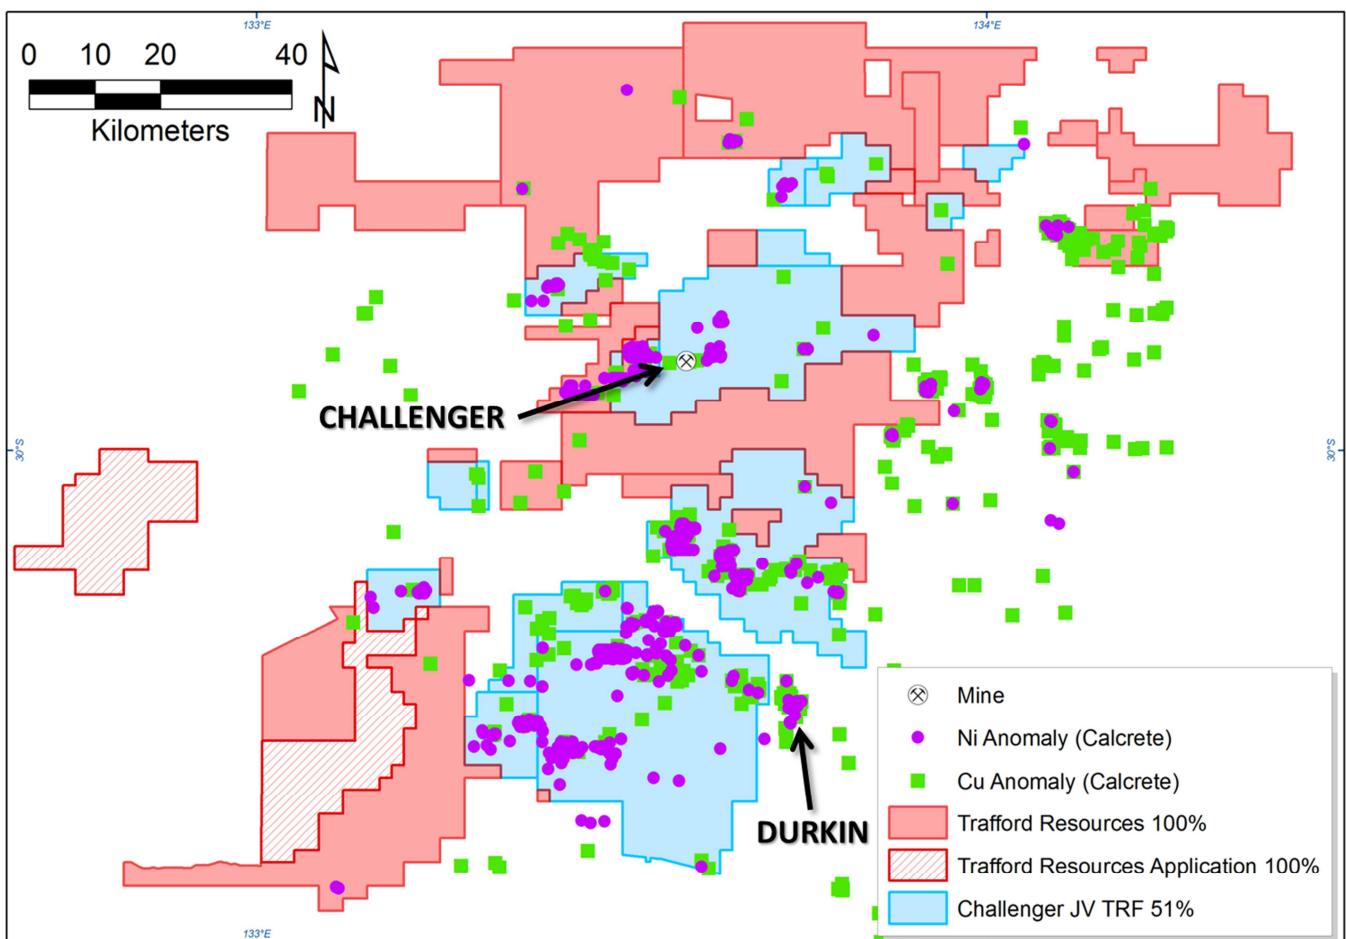 133°E
134°E
0 10 20 40
N
Kilometers
CHALLENGER
30°S
30°S
DURKIN
Mine
Ni Anomaly (Calcrete)
Cu Anomaly (Calcrete)
Trafford Resources 100%
Trafford Resources Application 100%
Challenger JV TRF 51%
133°E